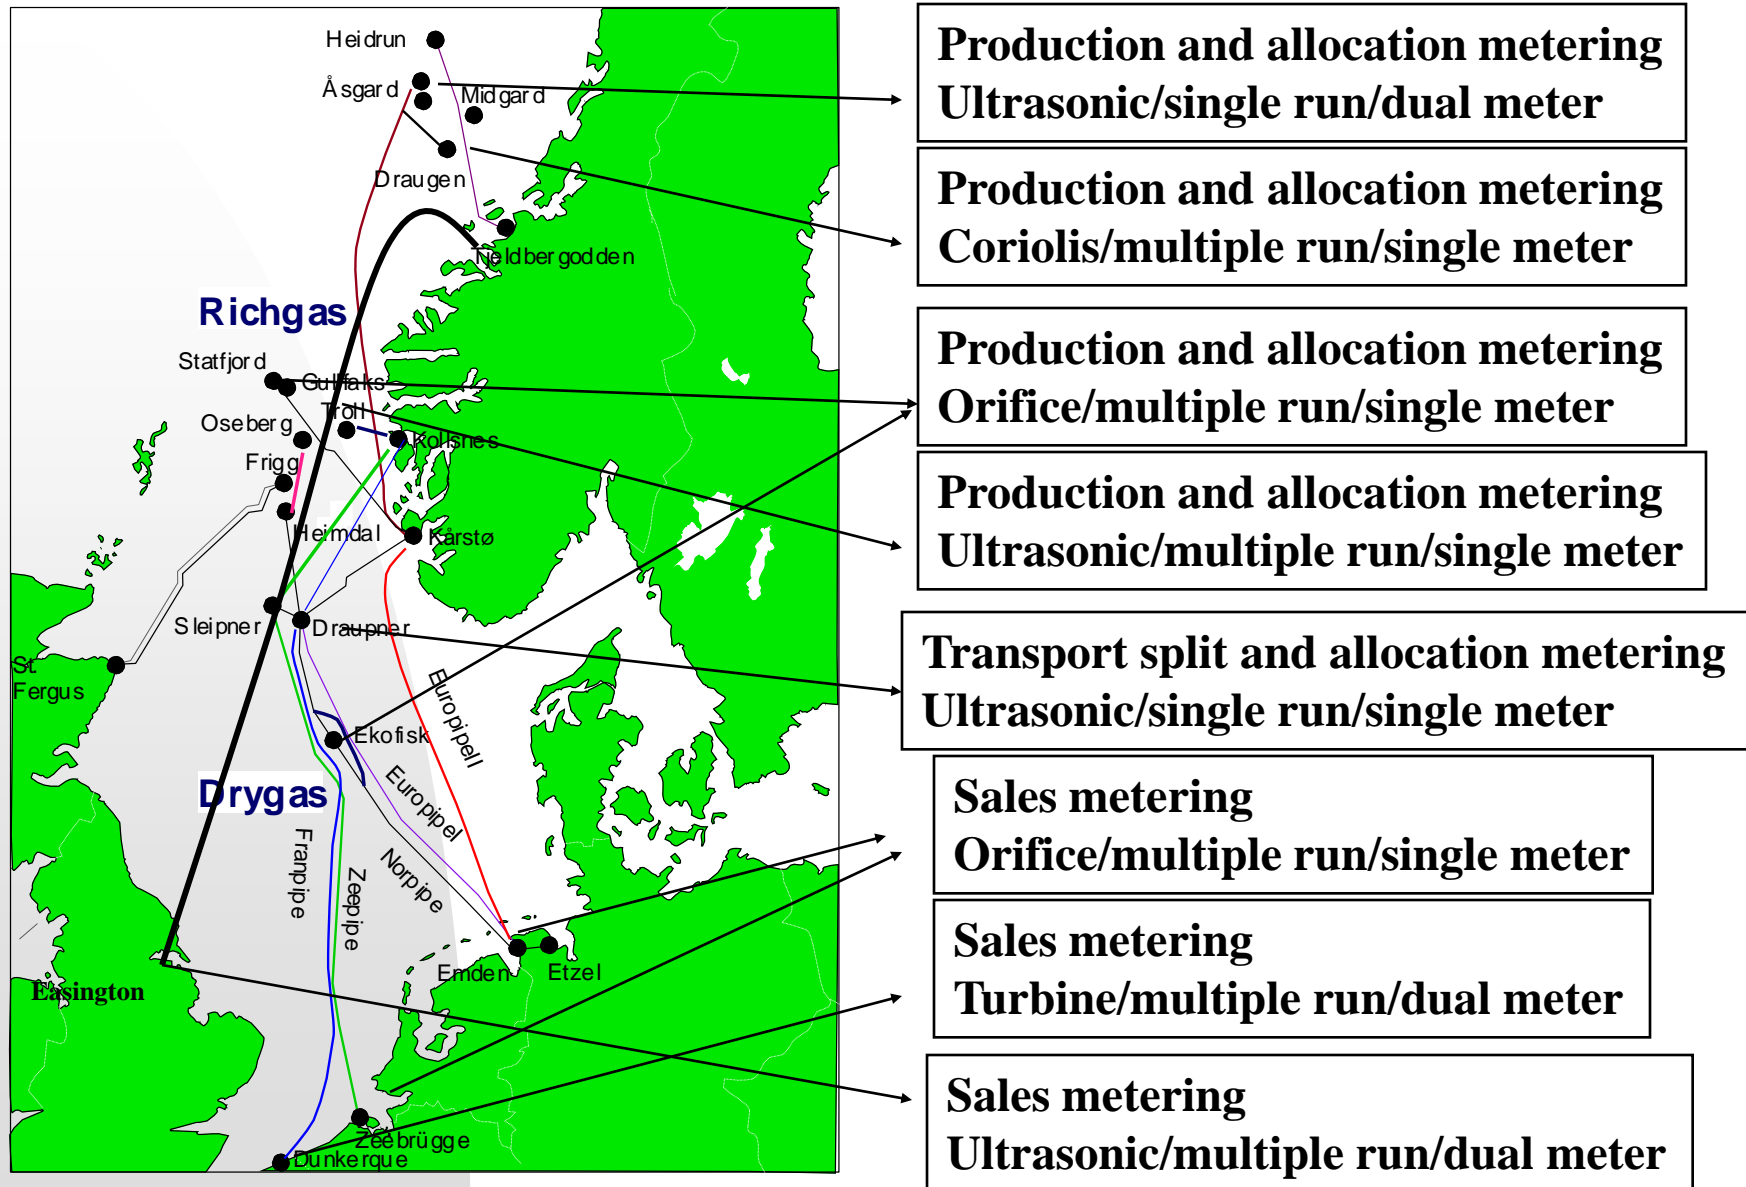 Heidrun
Åsgard
Midgard
Draugen
Tjeldbergodden
Richgas
Statfjord
Gullfaks
Troll
Oseberg
Kollsnes
Frigg
Heimdal
Kårstø
Sleipner
Draupner
St.
Fergus
EuropipeII
Ekofisk
Drygas
EuropipeI
Franpipe
Zeepipe
Norpipe
Emden
Etzel
Easington
Zeebrügge
Dunkerque
Production and allocation metering
Ultrasonic/single run/dual meter
Production and allocation metering
Coriolis/multiple run/single meter
Production and allocation metering
Orifice/multiple run/single meter
Production and allocation metering
Ultrasonic/multiple run/single meter
Transport split and allocation metering
Ultrasonic/single run/single meter
Sales metering
Orifice/multiple run/single meter
Sales metering
Turbine/multiple run/dual meter
Sales metering
Ultrasonic/multiple run/dual meter